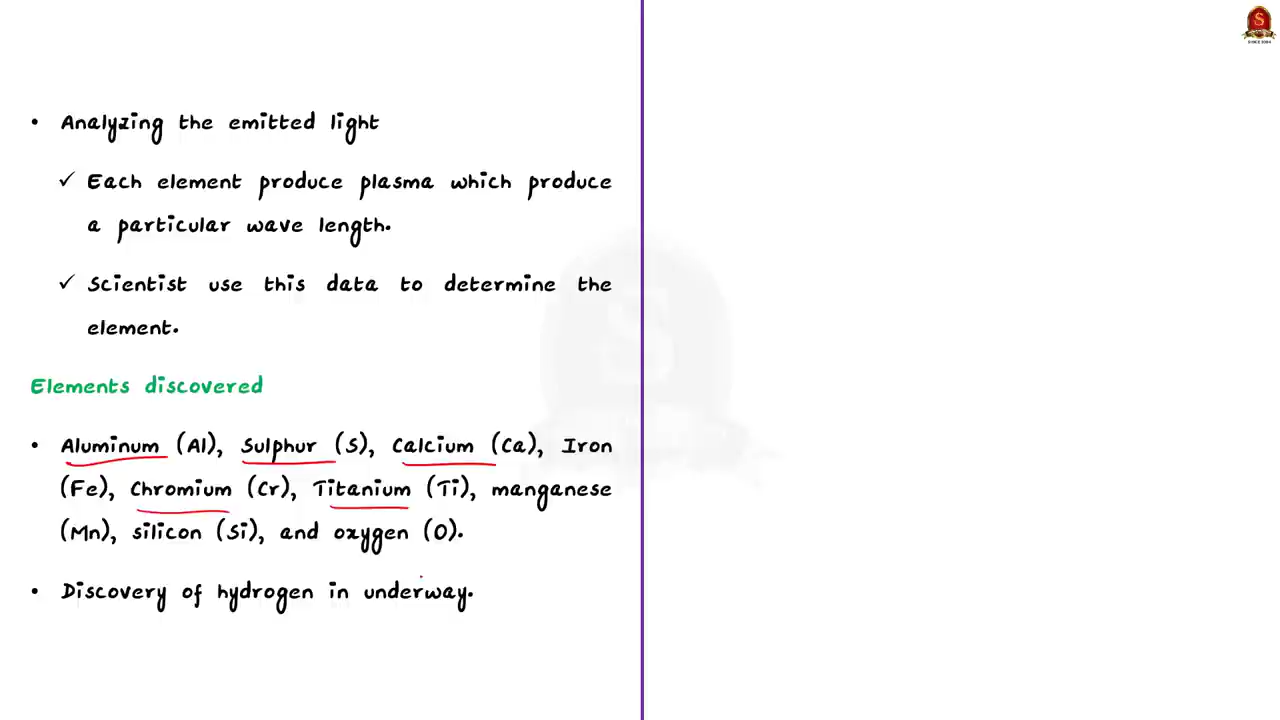 • Analyzing the emitted light
✓ Each element produce plasma which produce
a particular wave length.
✓ Scientist use this data to determine the
element.
Elements discovered
• Aluminum (Al), Sulphur (S), Calcium (Ca), Iron
(Fe), Chromium (Cr), Titanium (Ti), manganese
(Mn), silicon (Si), and oxygen (O).
• Discovery of hydrogen in underway.
S